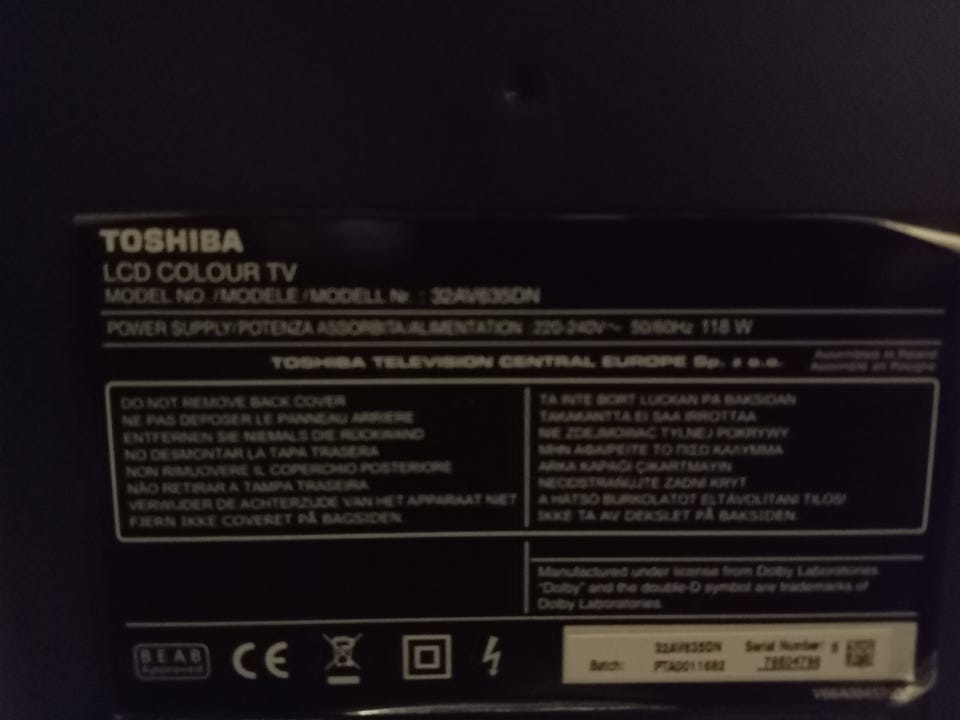 TOSHIBA
LCD COLOUR TV
MODEL NO. /MODELE /MODELL Nr. : 32AV635DN
POWER SUPPLY/POTENZA ASSORBITA/ALIMENTATION 220-240V~ 50/60Hz 118 W
TOSHIBA TELEVISION CENTRAL EUROPE Sp. z o.o.
Assembled in Poland
Assemblé en Pologne
DO NOT REMOVE BACK COVER
NE PAS DEPOSER LE PANNEAU ARRIERE
ENTFERNEN SIE NIEMALS DIE RÜCKWAND
NO DESMONTAR LA TAPA TRASERA
NON RIMUOVERE IL COPERCHIO POSTERIORE
NÃO RETIRAR A TAMPA TRASEIRA
VERWIJDER DE ACHTERZIJDE VAN HET APPARAAT NIET
FJERN IKKE COVERET PÅ BAGSIDEN.
TA INTE BORT LUCKAN PÅ BAKSIDAN
TAKAKANTTA EI SAA IRROTTAA
NIE ZDEJMOWAĆ TYLNEJ POKRYWY
ΜΗΝ ΑΦΑΙΡΕΙΤΕ ΤΟ ΠΙΣΩ ΚΑΛΥΜΜΑ
ARKA KAPAĞI ÇIKARTMAYIN
NEODSTRAŇUJTE ZADNÍ KRYT
A HÁTSÓ BURKOLATOT ELTÁVOLÍTANI TILOS!
IKKE TA AV DEKSLET PÅ BAKSIDEN.
Manufactured under license from Dolby Laboratories.
"Dolby" and the double-D symbol are trademarks of
Dolby Laboratories.
BEAB
Approved
CE
32AV635DN Serial Number:
Batch: PTA0011682